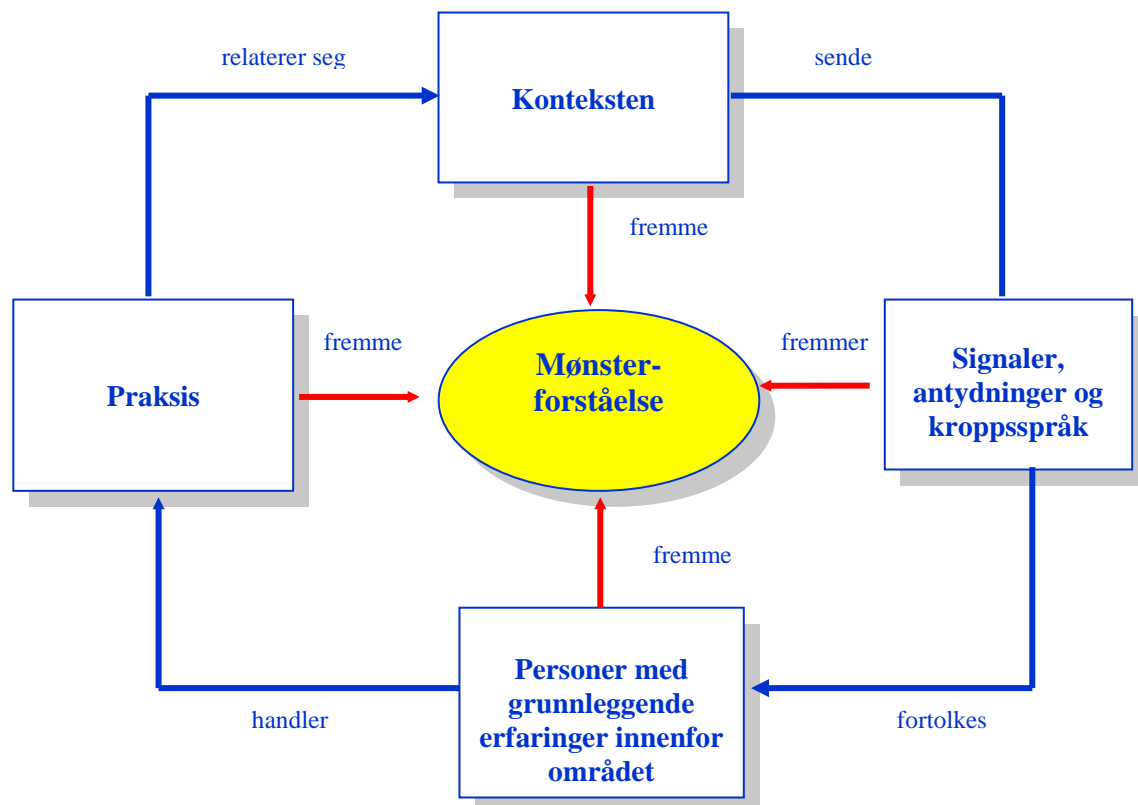 relaterer seg
sende
Konteksten
fremme
fremme
fremmer
Praksis
Mønster-
forståelse
Signaler,
antydninger og
kroppsspråk
fremme
Personer med
grunnleggende
erfaringer innenfor
området
handler
fortolkes